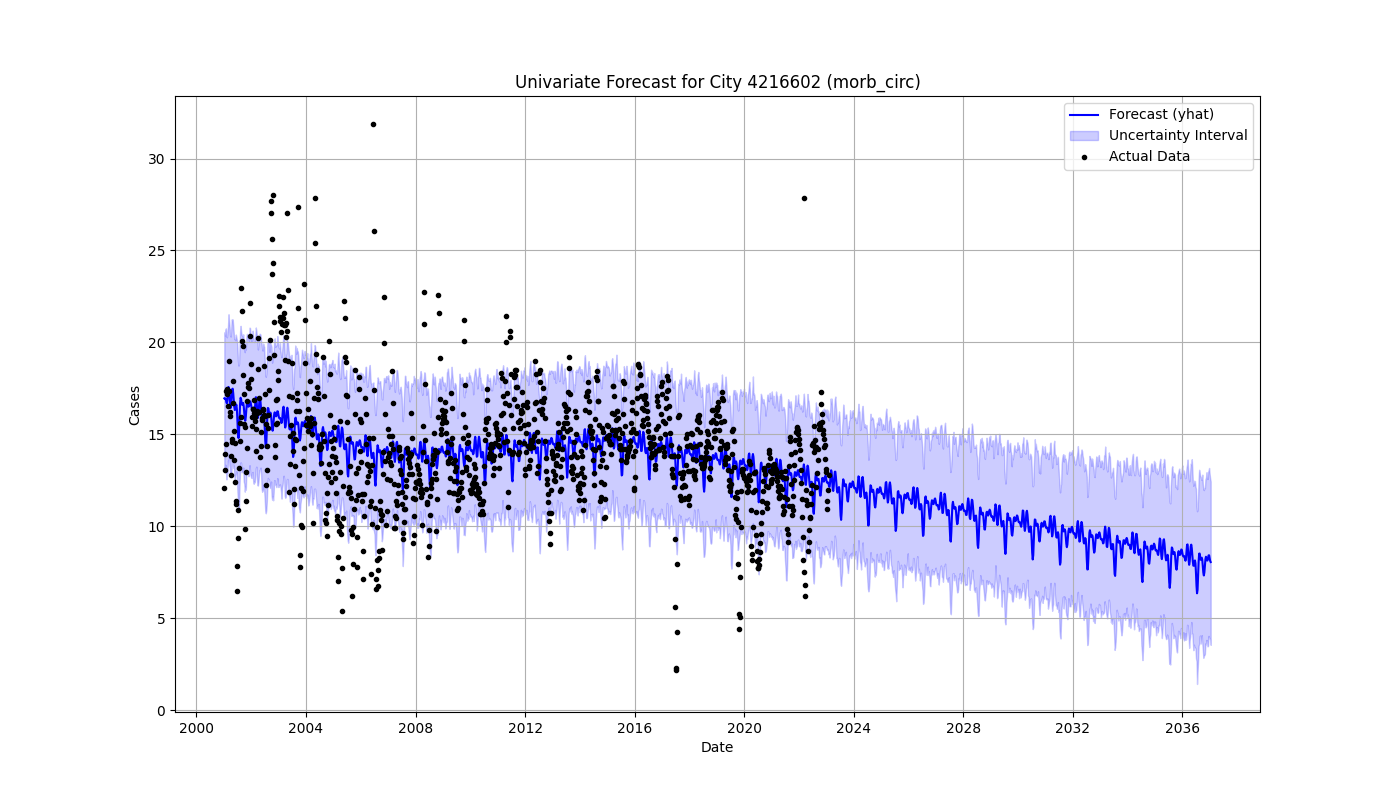 Univariate Forecast for City 4216602 (morb_circ)
Forecast (yhat)
Uncertainty Interval
Actual Data
Cases
30
25
20
15
10
5
0
2000 2004 2008 2012 2016 2020 2024 2028 2032 2036
Date